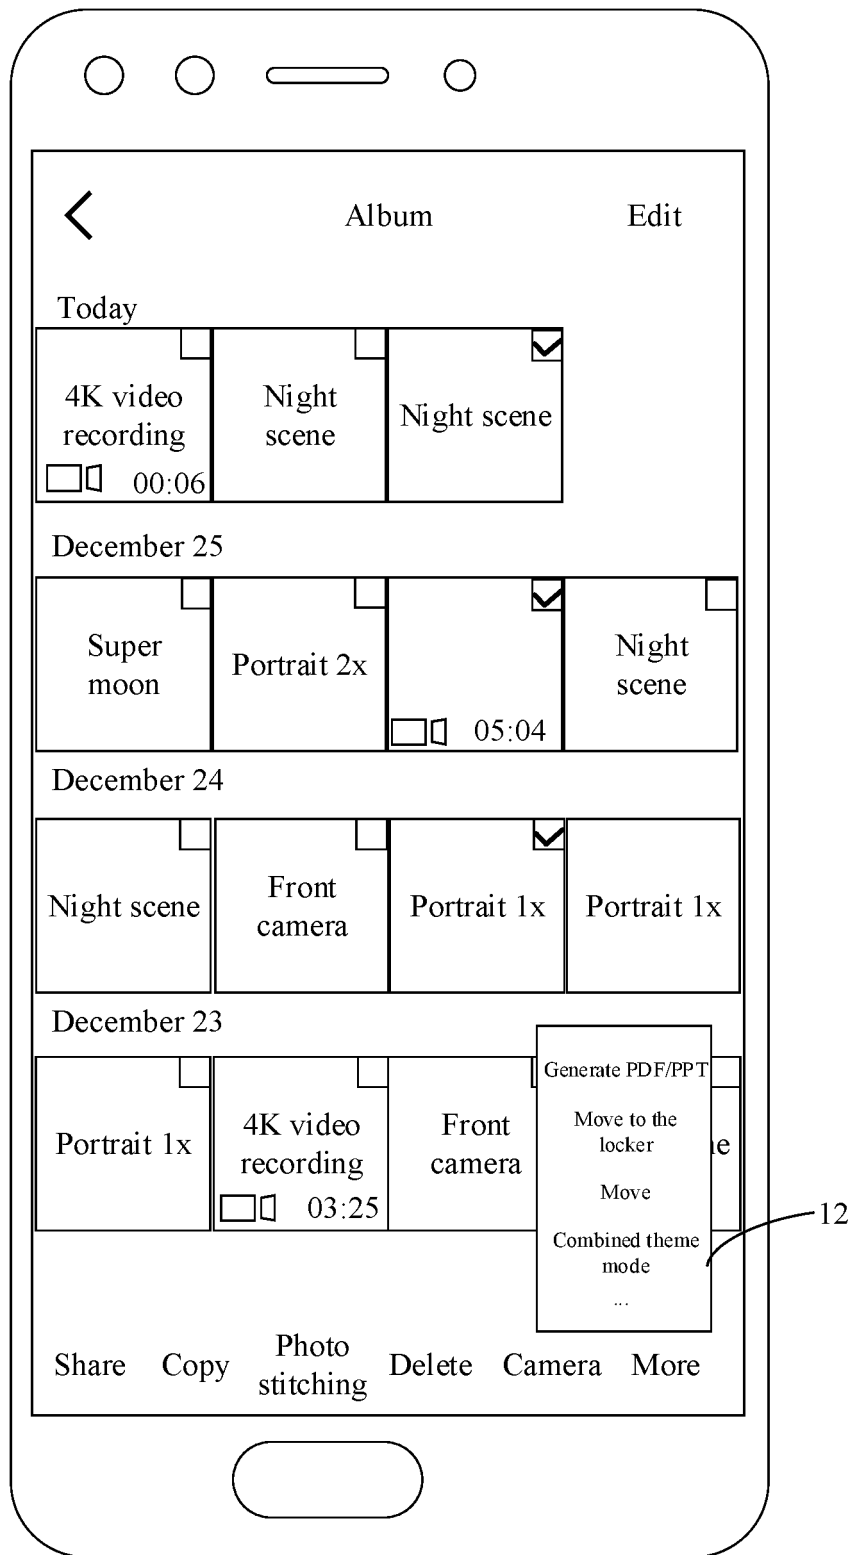 Album
Edit
Today
4K video
recording
00:06
Night
scene
Night scene
December 25
Super
moon
Portrait 2x
05:04
Night
scene
December 24
Night scene
Front
camera
Portrait 1x
Portrait 1x
December 23
Portrait 1x
4K video
recording
03:25
Front
camera
Generate PDF/PPT
Move to the
locker
Move
Combined theme
mode
...
12
Share
Copy
Photo
stitching
Delete
Camera
More